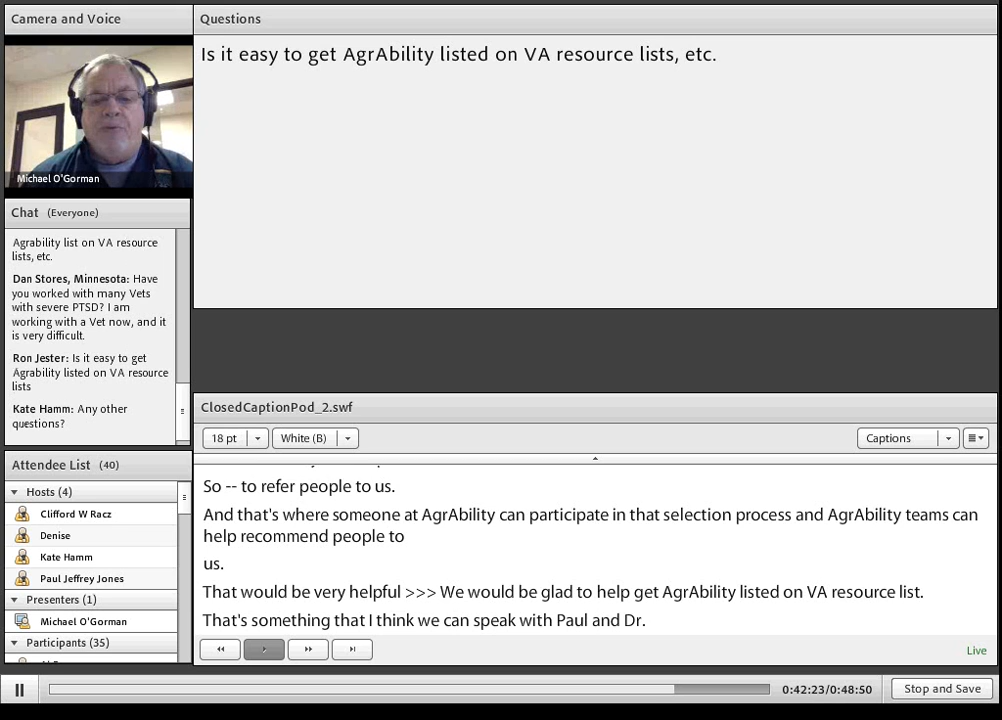 Camera and Voice
Questions
Is it easy to get AgrAbility listed on VA resource lists, etc.
Michael O'Gorman
Chat (Everyone)
Agrability list on VA resource
lists, etc.
Dan Stores, Minnesota: Have
you worked with many Vets
with severe PTSD? I am
working with a Vet now, and it
is very difficult.
Ron Jester: Is it easy to get
Agrability listed on VA resource
lists
Kate Hamm: Any other
questions?
Attendee List (40)
Hosts (4)
Clifford W Racz
Denise
Kate Hamm
Paul Jeffrey Jones
Presenters (1)
Michael O'Gorman
Participants (35)
ClosedCaptionPod_2.swf
18 pt
White (B)
Captions
So -- to refer people to us.
And that's where someone at AgrAbility can participate in that selection process and AgrAbility teams can
help recommend people to
us.
That would be very helpful >>> We would be glad to help get AgrAbility listed on VA resource list.
That's something that I think we can speak with Paul and Dr.
Live
0:42:23/0:48:50
Stop and Save